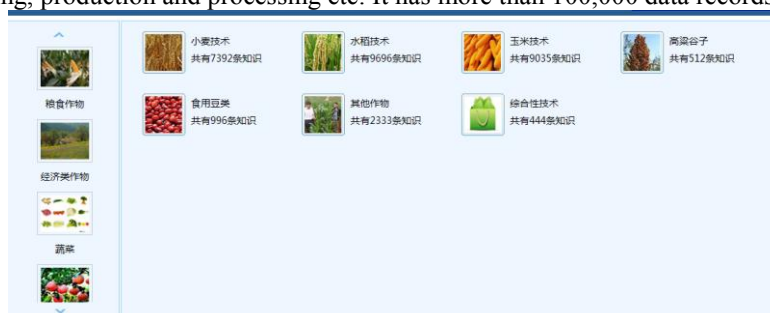 ng, production and processing etc. It has more than 100,000 data records
小麦技术
共有7392条知识
水稻技术
共有9696条知识
玉米技术
共有9035条知识
高粱谷子
共有512条知识
粮食作物
食用豆类
共有996条知识
其他作物
共有2333条知识
综合性技术
共有444条知识
经济类作物
蔬菜